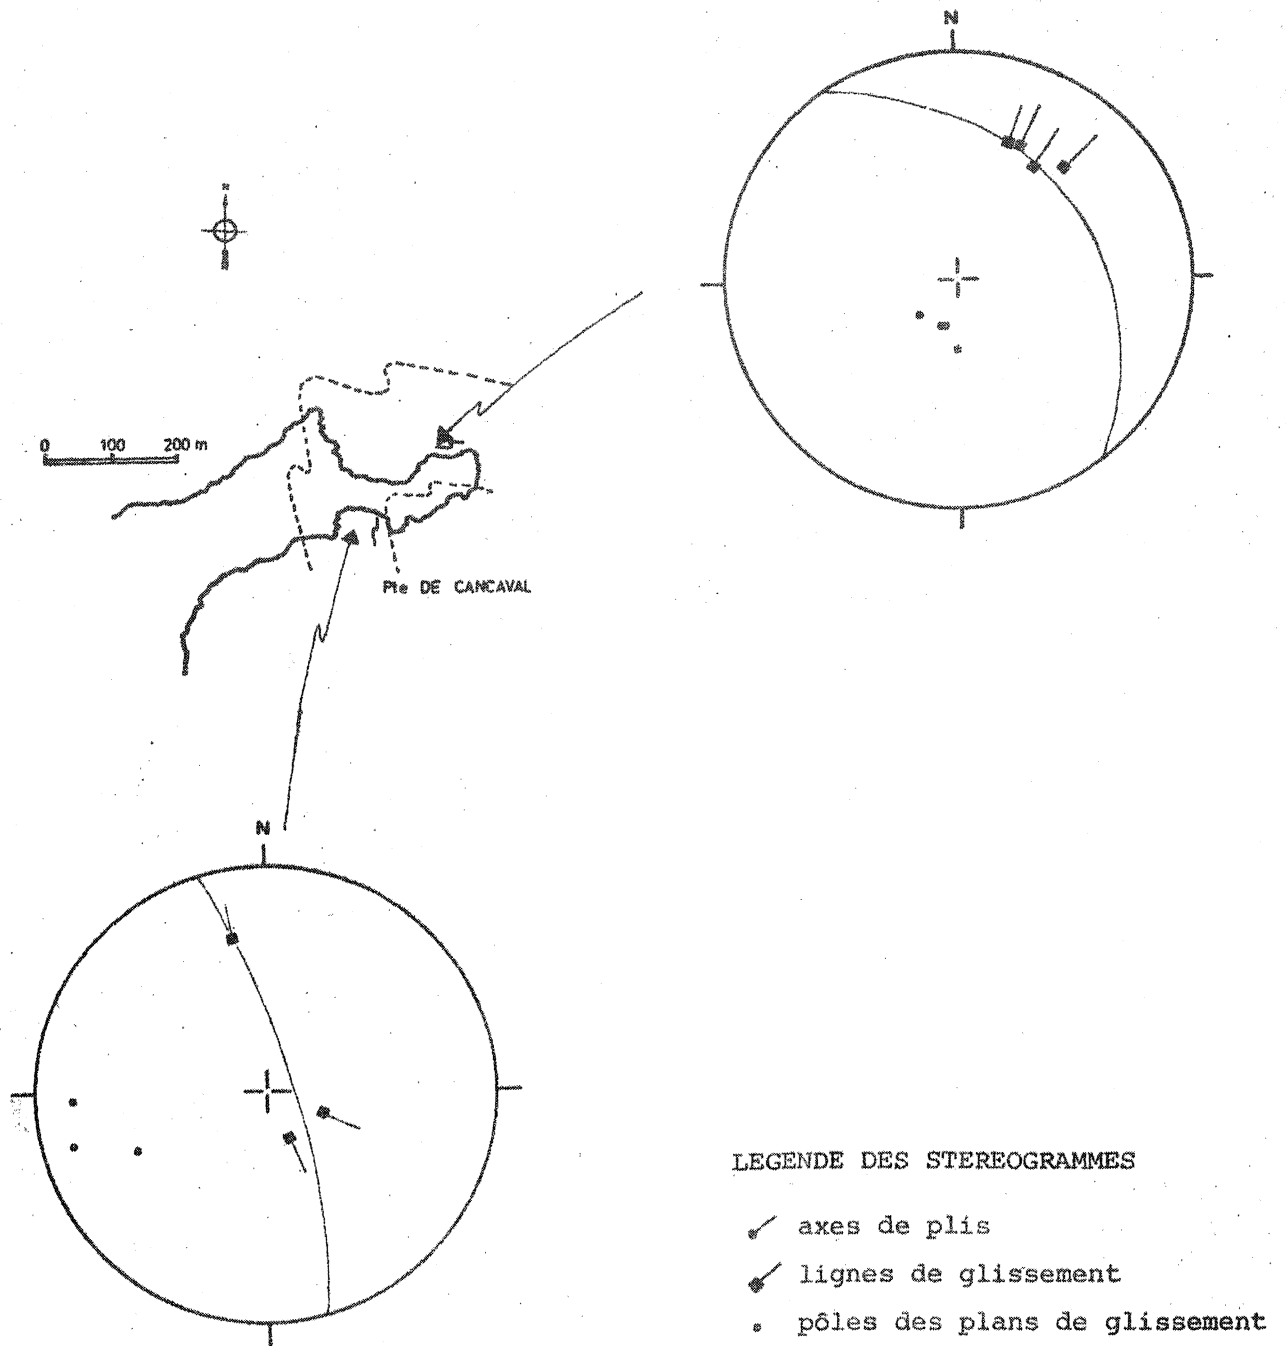 N
N
0 100 200 m
Pte DE CANCAVAL
N
LEGENDE DES STEREOGRAMMES
axes de plis
lignes de glissement
pôles des plans de glissement